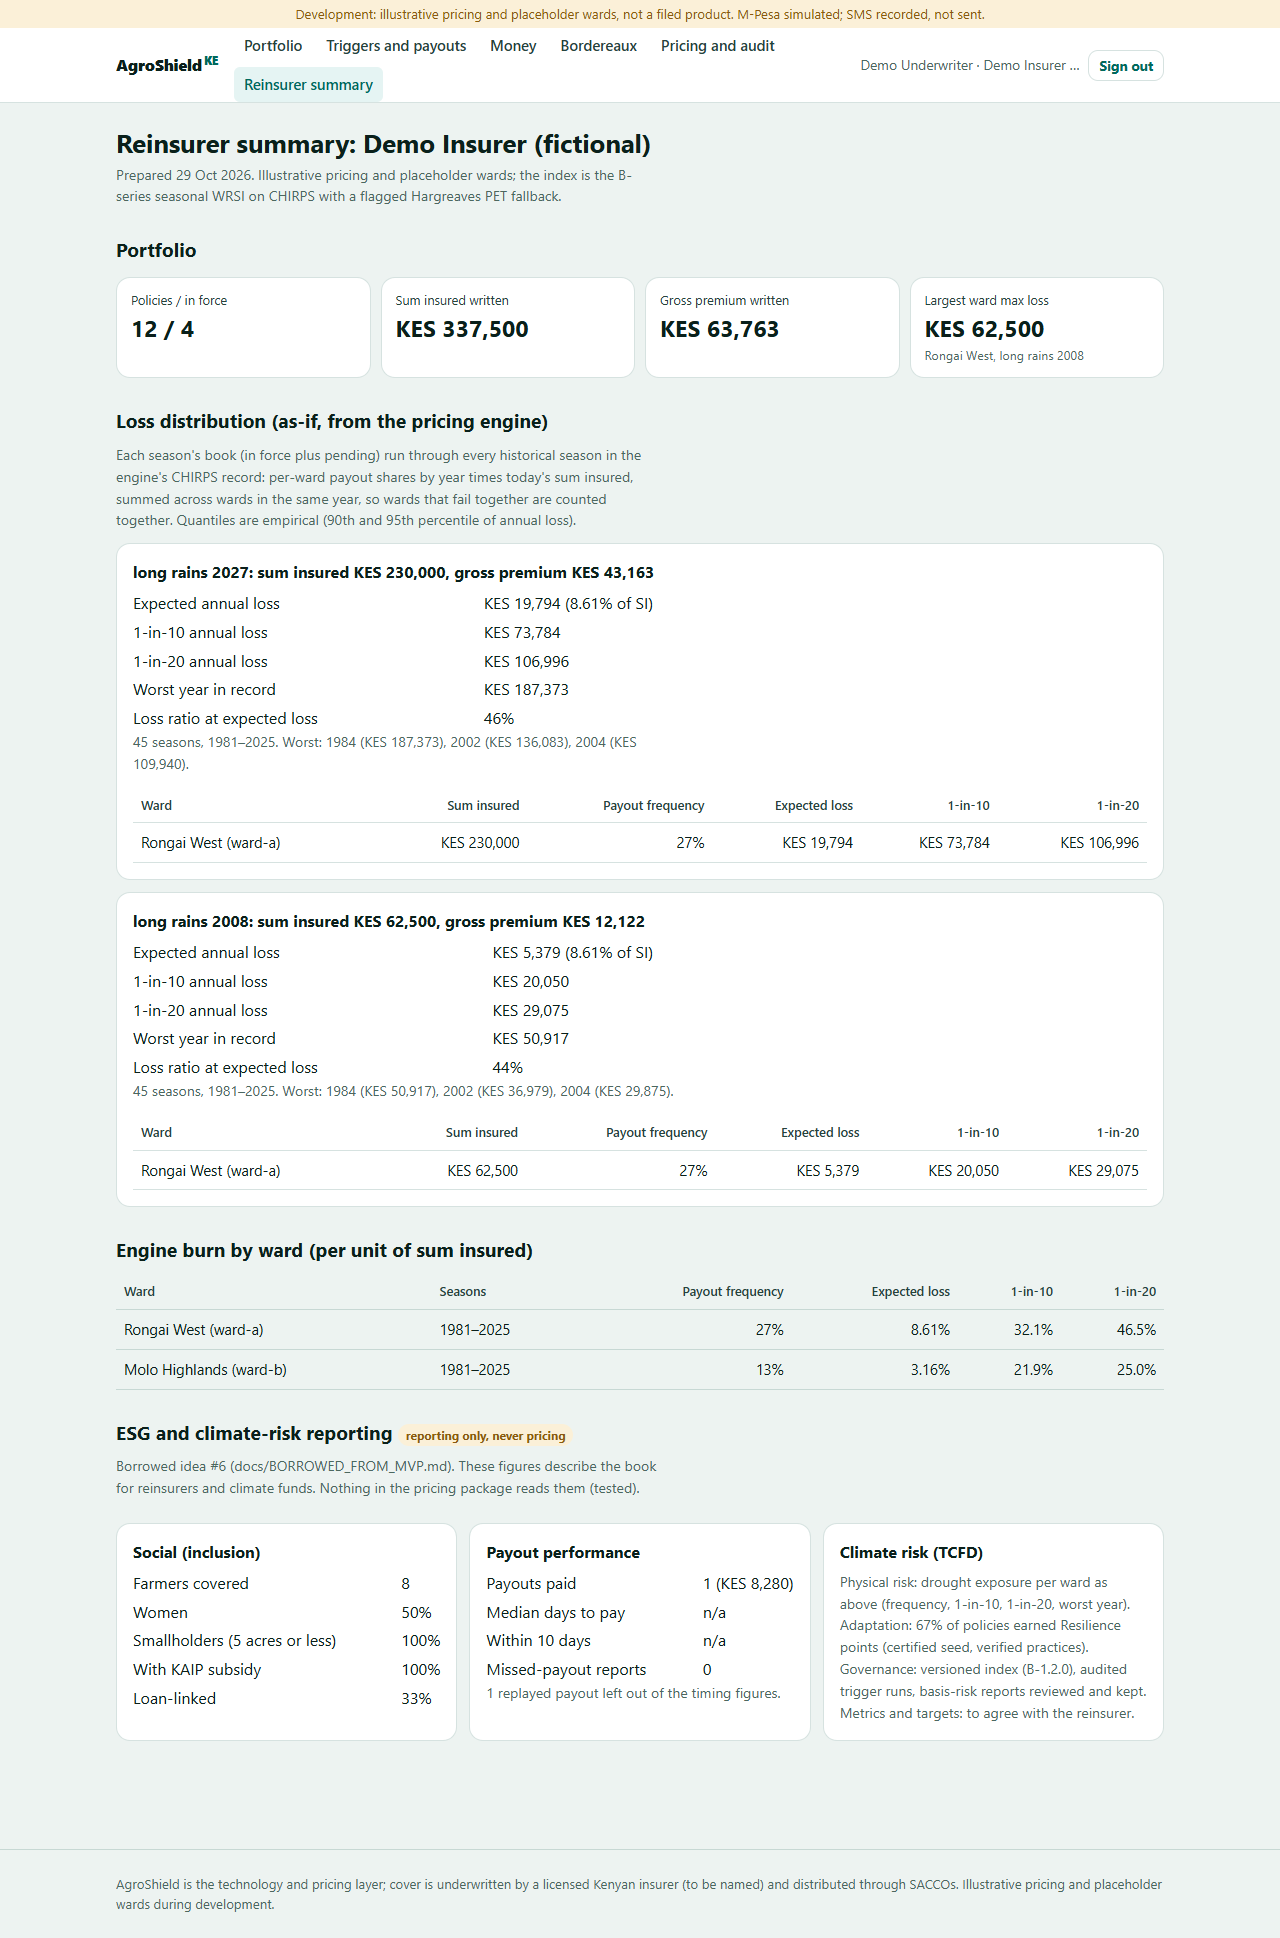 Development: illustrative pricing and placeholder wards, not a filed product. M-Pesa simulated; SMS recorded, not sent.
AgroShield KE
Portfolio Triggers and payouts Money Bordereaux Pricing and audit
Reinsurer summary
Demo Underwriter · Demo Insurer ... Sign out
Reinsurer summary: Demo Insurer (fictional)
Prepared 29 Oct 2026. Illustrative pricing and placeholder wards; the index is the B-
series seasonal WRSI on CHIRPS with a flagged Hargreaves PET fallback.
Portfolio
Policies / in force
12 / 4
Sum insured written
KES 337,500
Gross premium written
KES 63,763
Largest ward max loss
KES 62,500
Rongai West, long rains 2008
Loss distribution (as-if, from the pricing engine)
Each season's book (in force plus pending) run through every historical season in the
engine's CHIRPS record: per-ward payout shares by year times today's sum insured,
summed across wards in the same year, so wards that fail together are counted
together. Quantiles are empirical (90th and 95th percentile of annual loss).
long rains 2027: sum insured KES 230,000, gross premium KES 43,163
Expected annual loss KES 19,794 (8.61% of SI)
1-in-10 annual loss KES 73,784
1-in-20 annual loss KES 106,996
Worst year in record KES 187,373
Loss ratio at expected loss 46%
45 seasons, 1981–2025. Worst: 1984 (KES 187,373), 2002 (KES 136,083), 2004 (KES
109,940).
Ward Sum insured Payout frequency Expected loss 1-in-10 1-in-20
Rongai West (ward-a) KES 230,000 27% KES 19,794 KES 73,784 KES 106,996
long rains 2008: sum insured KES 62,500, gross premium KES 12,122
Expected annual loss KES 5,379 (8.61% of SI)
1-in-10 annual loss KES 20,050
1-in-20 annual loss KES 29,075
Worst year in record KES 50,917
Loss ratio at expected loss 44%
45 seasons, 1981–2025. Worst: 1984 (KES 50,917), 2002 (KES 36,979), 2004 (KES 29,875).
Ward Sum insured Payout frequency Expected loss 1-in-10 1-in-20
Rongai West (ward-a) KES 62,500 27% KES 5,379 KES 20,050 KES 29,075
Engine burn by ward (per unit of sum insured)
Ward Seasons Payout frequency Expected loss 1-in-10 1-in-20
Rongai West (ward-a) 1981–2025 27% 8.61% 32.1% 46.5%
Molo Highlands (ward-b) 1981–2025 13% 3.16% 21.9% 25.0%
ESG and climate-risk reporting reporting only, never pricing
Borrowed idea #6 (docs/BORROWED_FROM_MVP.md). These figures describe the book
for reinsurers and climate funds. Nothing in the pricing package reads them (tested).
Social (inclusion)
Farmers covered 8
Women 50%
Smallholders (5 acres or less) 100%
With KAIP subsidy 100%
Loan-linked 33%
Payout performance
Payouts paid 1 (KES 8,280)
Median days to pay n/a
Within 10 days n/a
Missed-payout reports 0
1 replayed payout left out of the timing figures.
Climate risk (TCFD)
Physical risk: drought exposure per ward as
above (frequency, 1-in-10, 1-in-20, worst year).
Adaptation: 67% of policies earned Resilience
points (certified seed, verified practices).
Governance: versioned index (B-1.2.0), audited
trigger runs, basis-risk reports reviewed and kept.
Metrics and targets: to agree with the reinsurer.
AgroShield is the technology and pricing layer; cover is underwritten by a licensed Kenyan insurer (to be named) and distributed through SACCOs. Illustrative pricing and placeholder
wards during development.